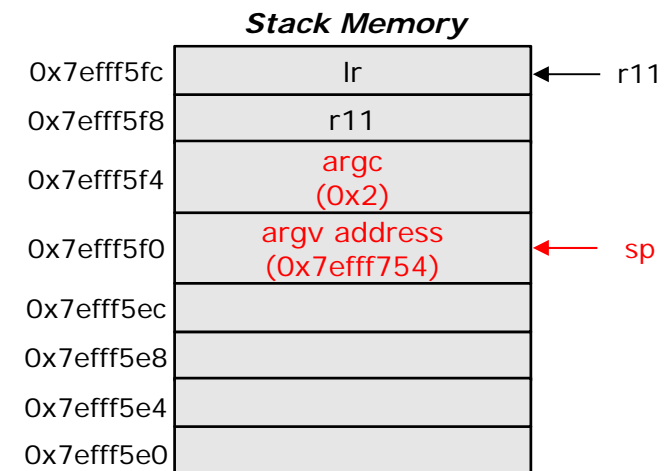 Stack Memory
0x7efff5fc lr r11
0x7efff5f8 r11
0x7efff5f4 argc
(0x2)
0x7efff5f0 argv address sp
(0x7efff754)
0x7efff5ec
0x7efff5e8
0x7efff5e4
0x7efff5e0